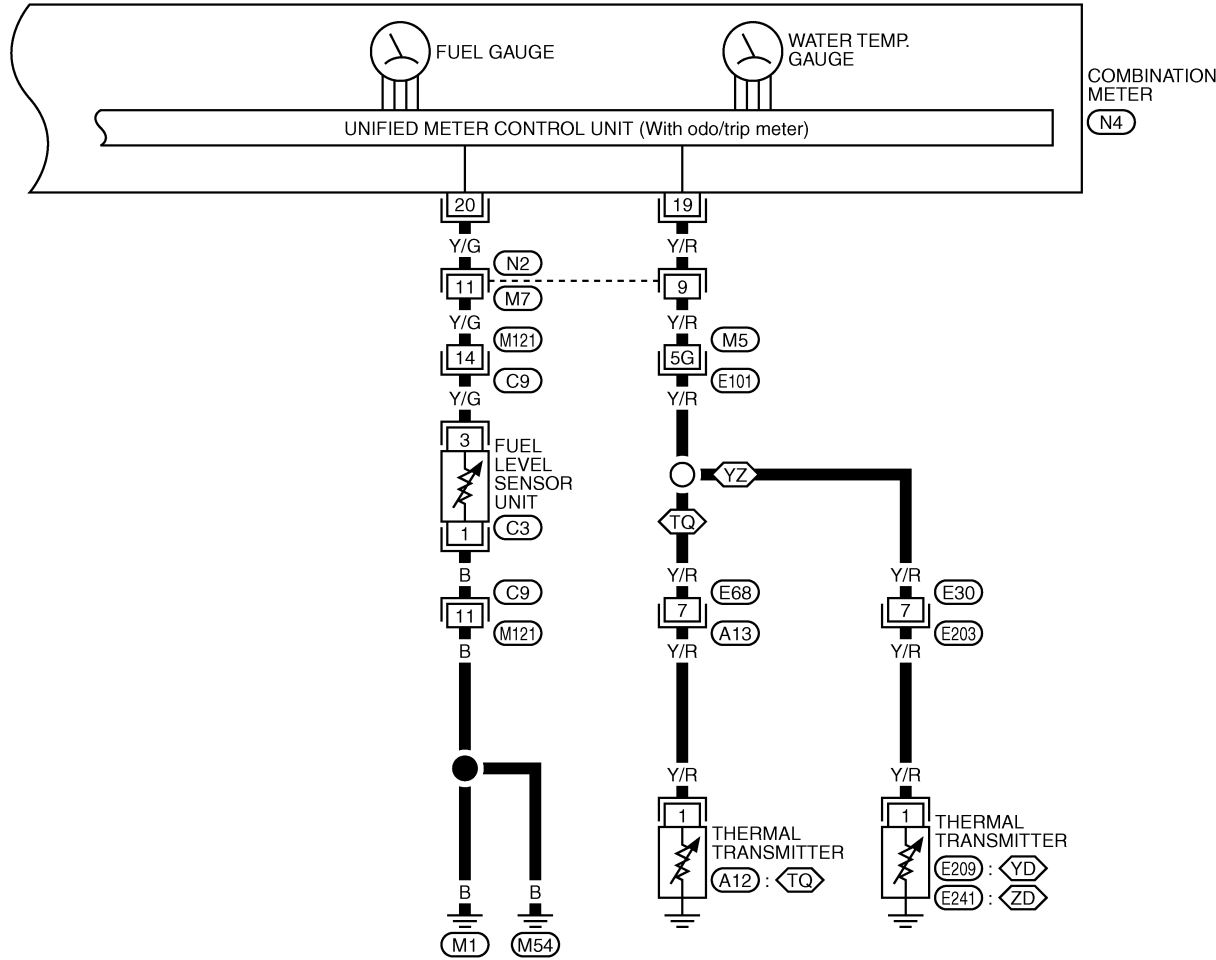 FUEL GAUGE
WATER TEMP.
GAUGE
COMBINATION
METER
N4
UNIFIED METER CONTROL UNIT (With odo/trip meter)
20
19
Y/G
Y/R
N2
11
9
M7
Y/G
Y/R
M121
M5
14
5G
C9
E101
Y/G
Y/R
3
FUEL
LEVEL
SENSOR
UNIT
YZ
TQ
1
C3
B
Y/R
Y/R
C9
E68
E30
11
7
7
M121
A13
E203
B
Y/R
Y/R
Y/R
Y/R
1
THERMAL
TRANSMITTER
A12 : TQ
1
THERMAL
TRANSMITTER
E209 : YD
E241 : ZD
B
B
M1
M54